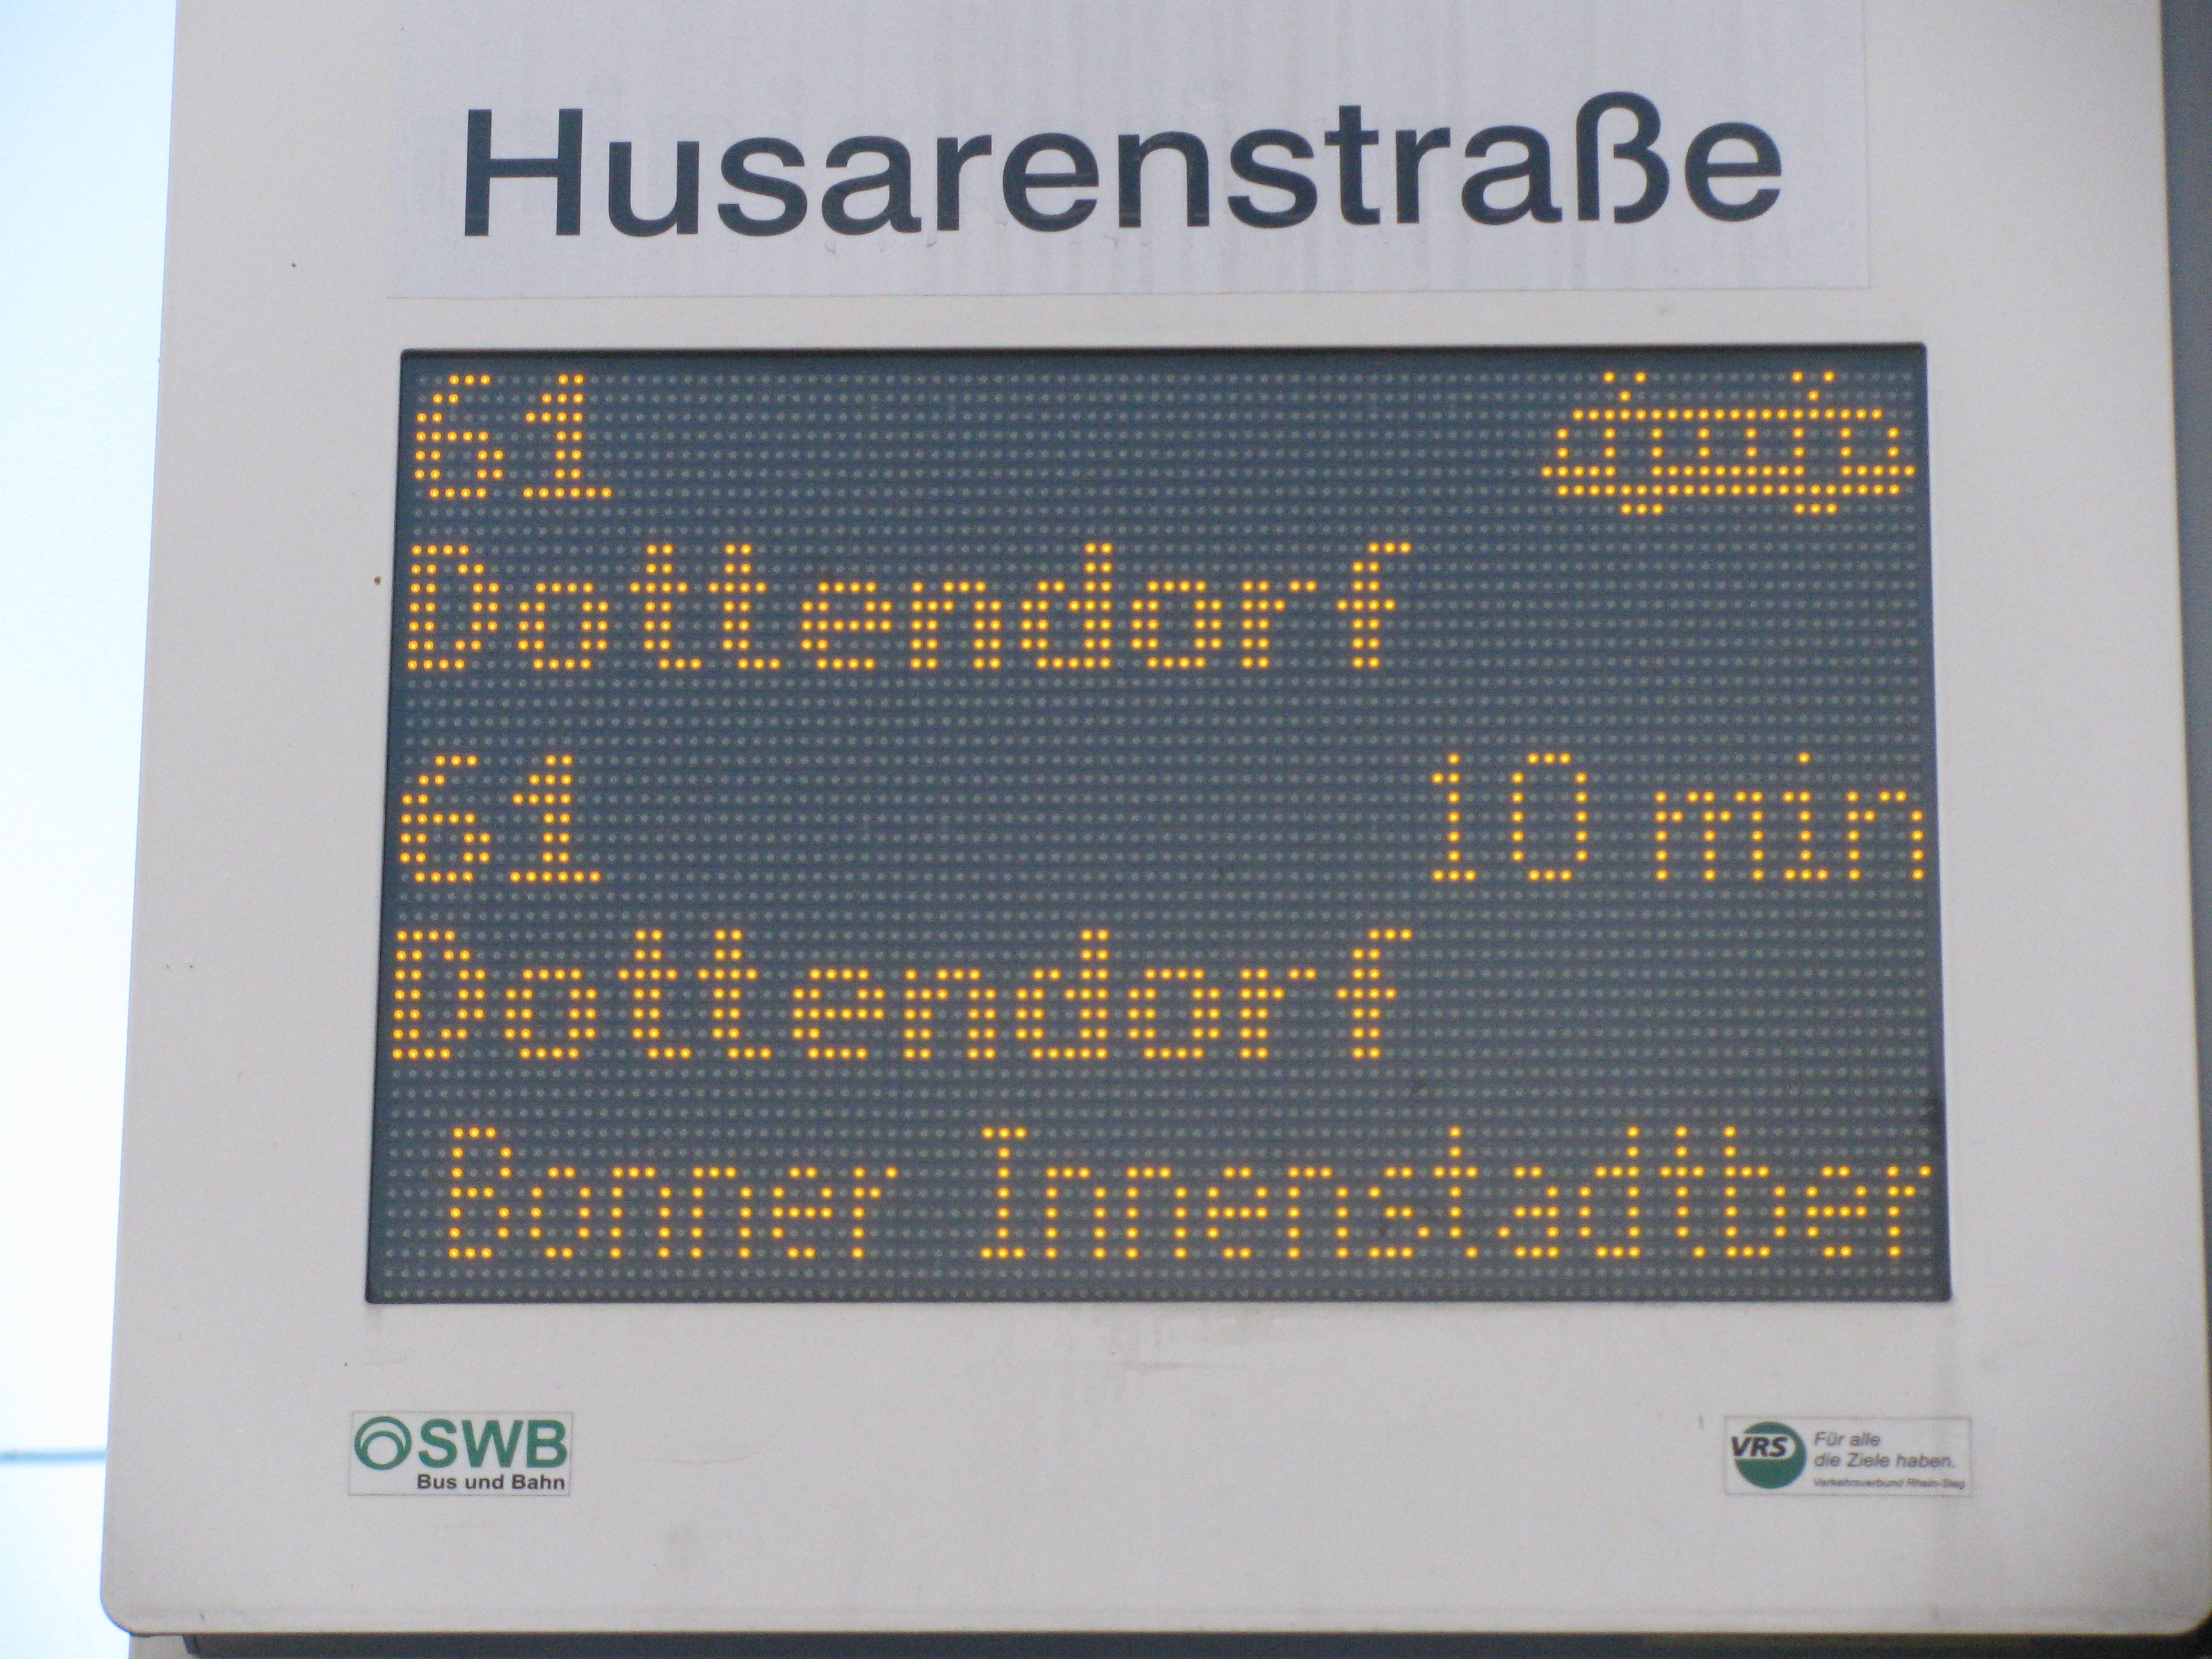 Husarenstraße
61
Dottendorf
61 10 min
Dottendorf
Bonner Innenstadtber
SWB
Bus und Bahn
VRS
Für alle
die Ziele haben.
Verkehrsverbund Rhein-Sieg